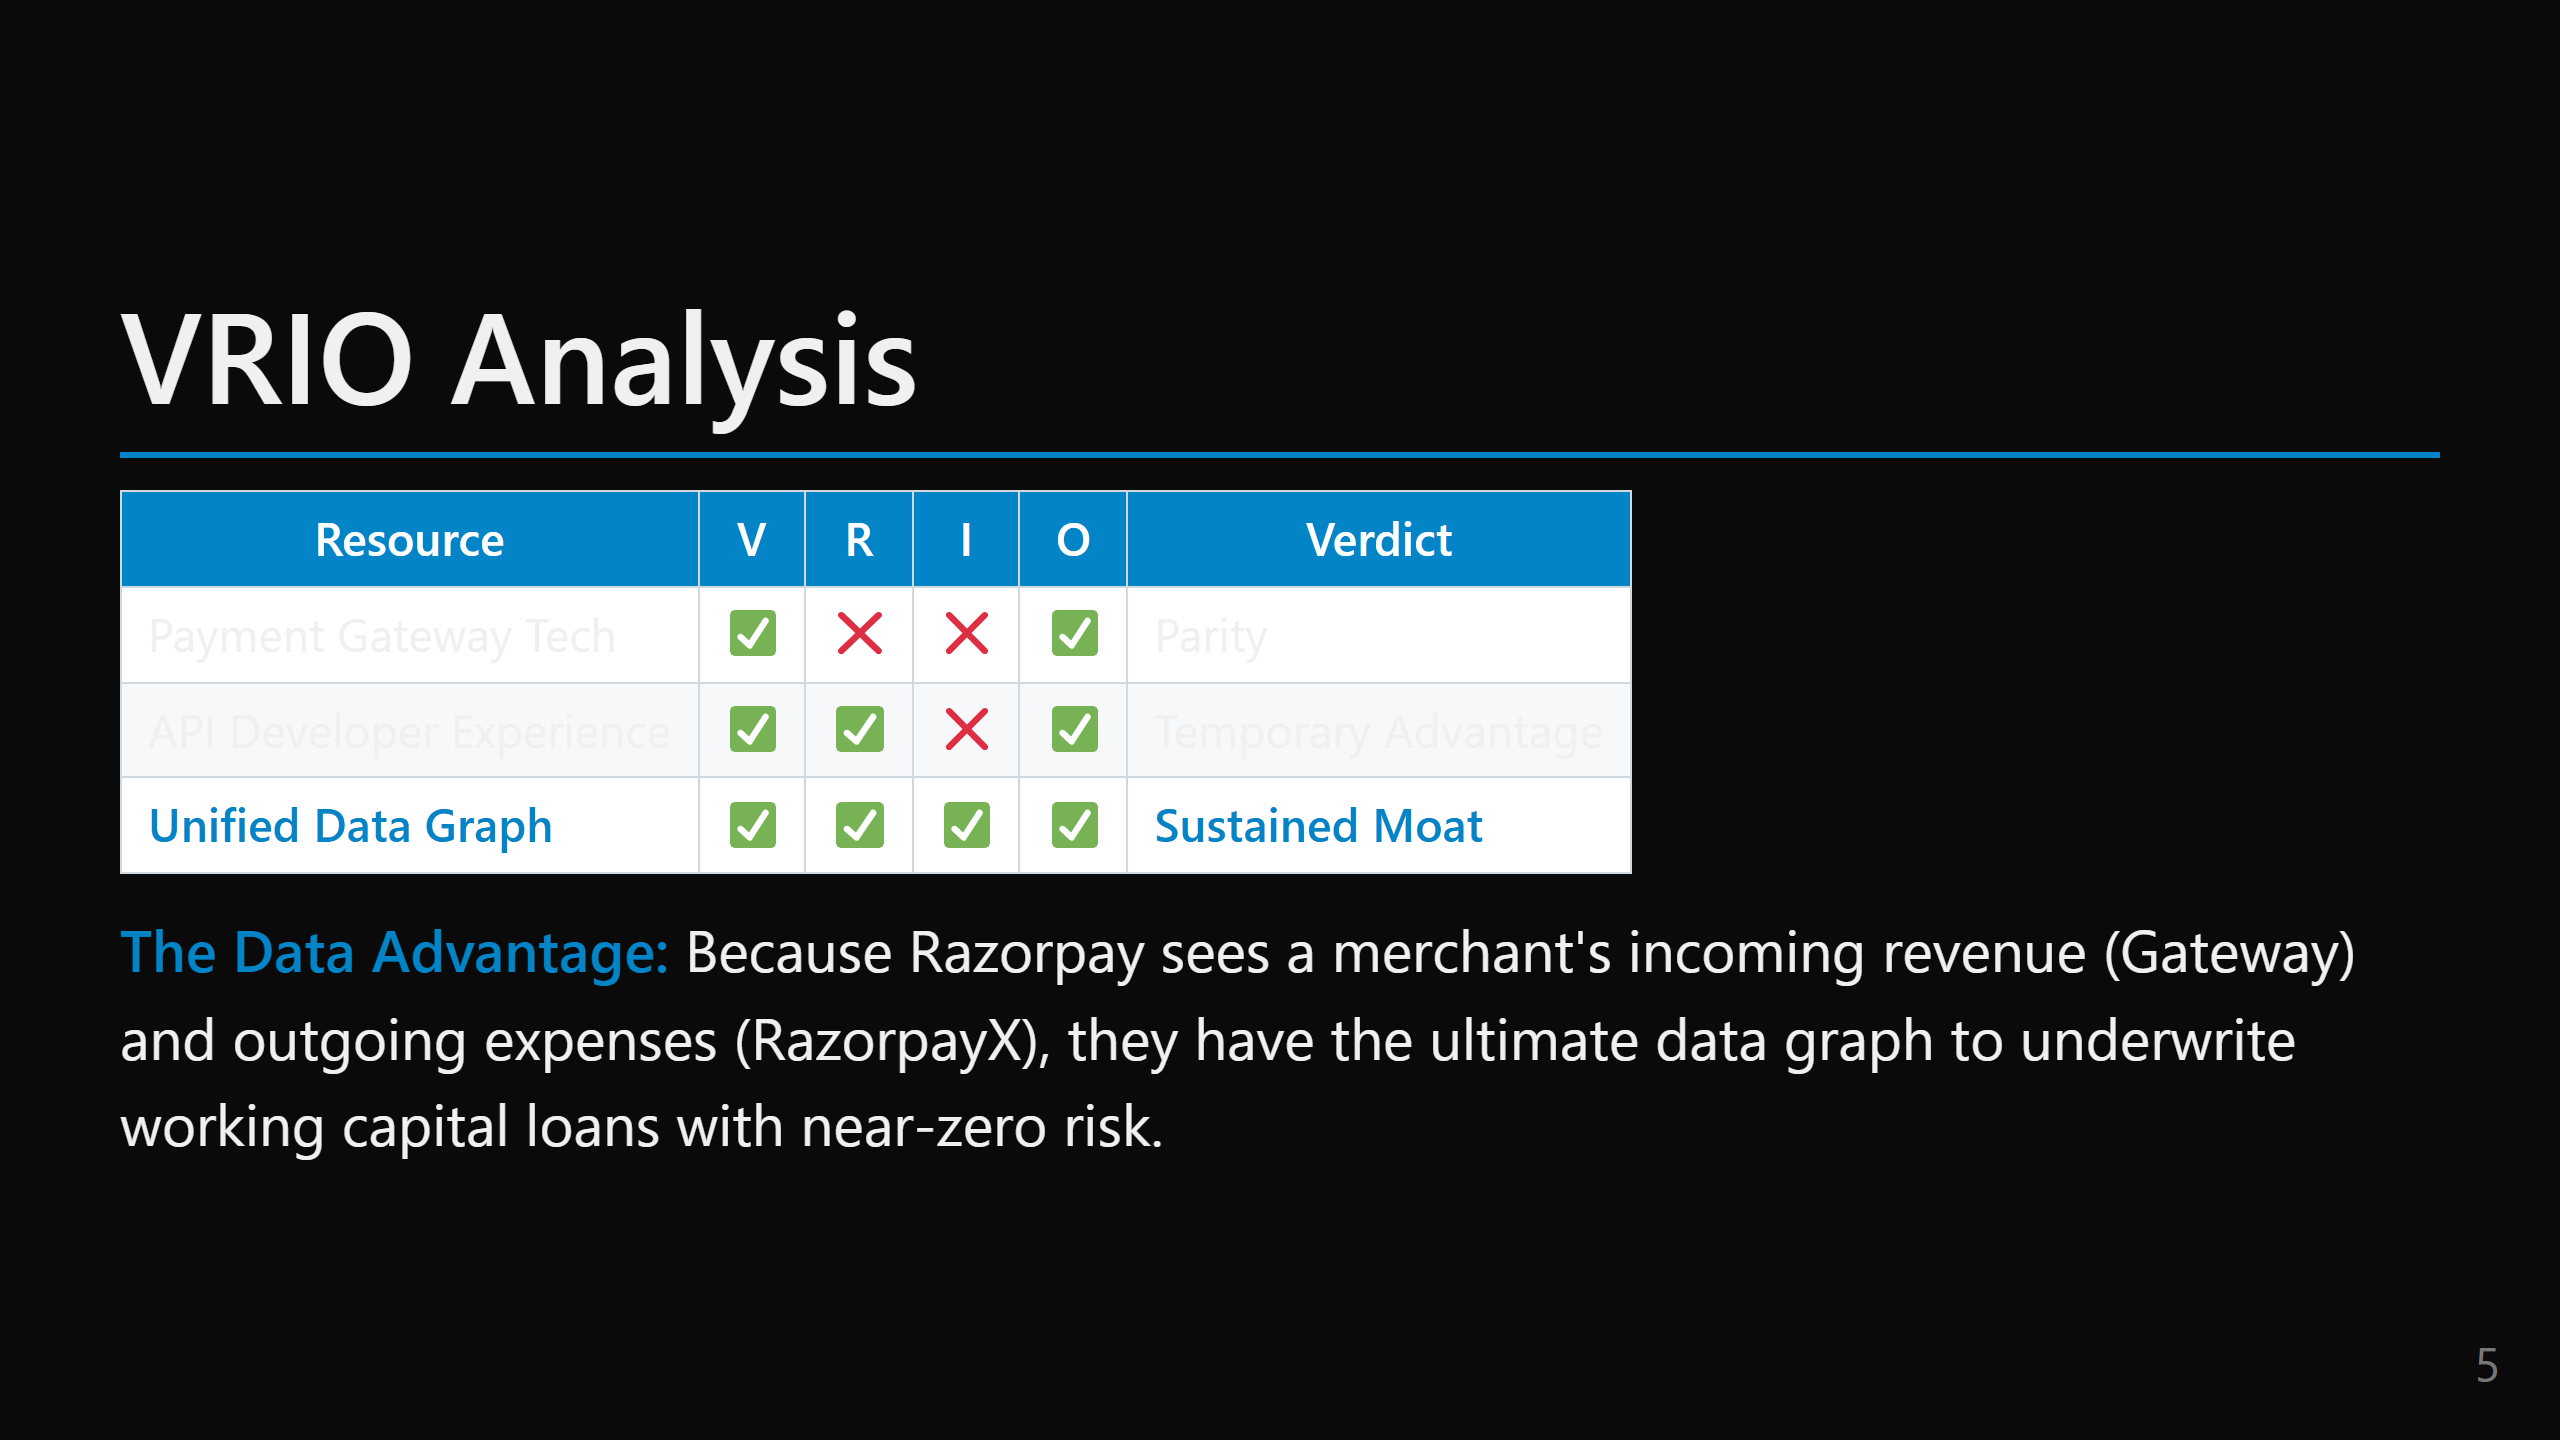 VRIO Analysis
Resource V R I O Verdict
Payment Gateway Tech ✅ ❌ ❌ ✅ Parity
API Developer Experience ✅ ✅ ❌ ✅ Temporary Advantage
Unified Data Graph ✅ ✅ ✅ ✅ Sustained Moat
The Data Advantage: Because Razorpay sees a merchant's incoming revenue (Gateway)
and outgoing expenses (RazorpayX), they have the ultimate data graph to underwrite
working capital loans with near-zero risk.
5